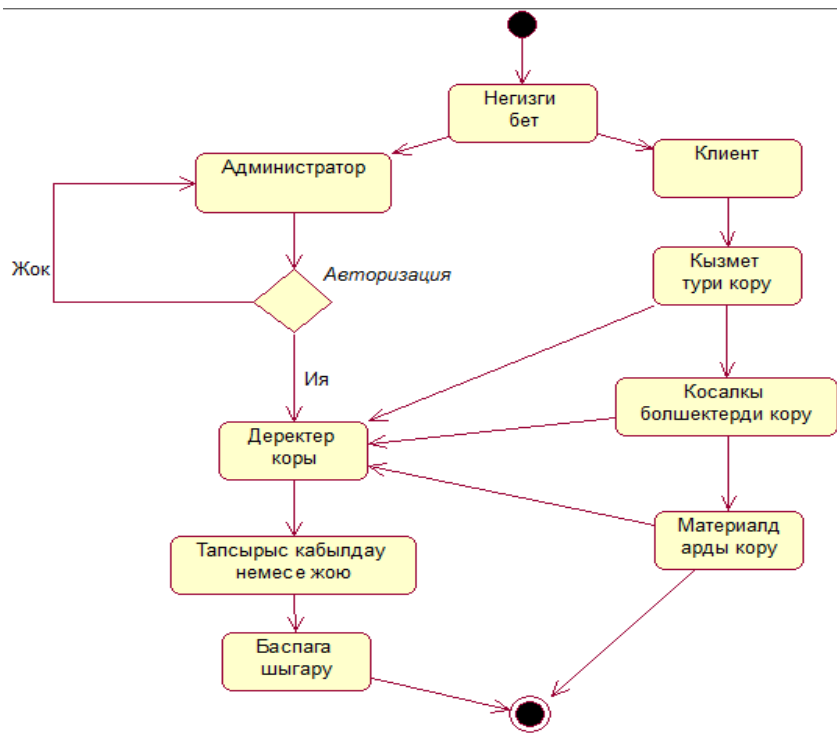 Негизги
бет
Администратор
Клиент
Жок
Авторизация
Кызмет
тури кору
Ия
Косалкы
болшектерди кору
Деректер
коры
Материалд
арды кору
Тапсырыс кабылдау
немесе жою
Баспага
шыгару